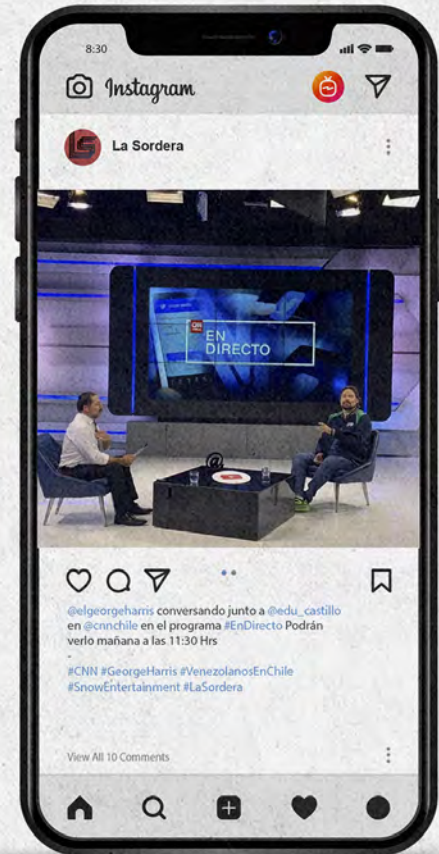 8:30
Instagram
LS
La Sordera
EN
DIRECTO
@
@elgeorgeharris conversando junto a @edu_castillo
en @cnnchile en el programa #EnDirecto Podrán
verlo mañana a las 11:30 Hrs
-
#CNN #GeorgeHarris #VenezolanosEnChile
#SnowEntertainment #LaSordera
View All 10 Comments